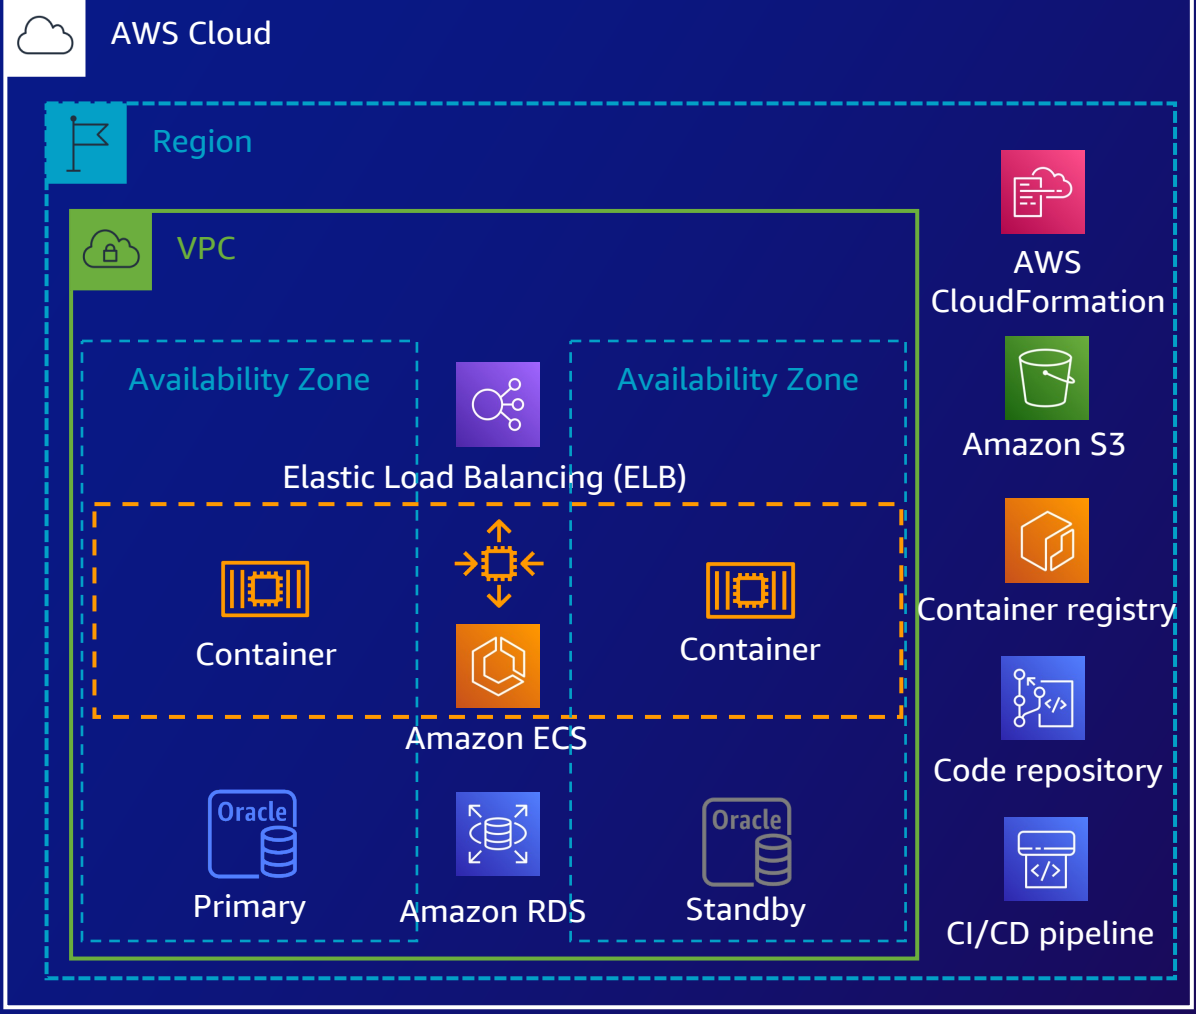 AWS Cloud
Region
VPC
AWS
CloudFormation
Availability Zone
Availability Zone
Amazon S3
Elastic Load Balancing (ELB)
Container
Container
Container registry
Amazon ECS
Code repository
Oracle
Oracle
Primary
Amazon RDS
Standby
CI/CD pipeline